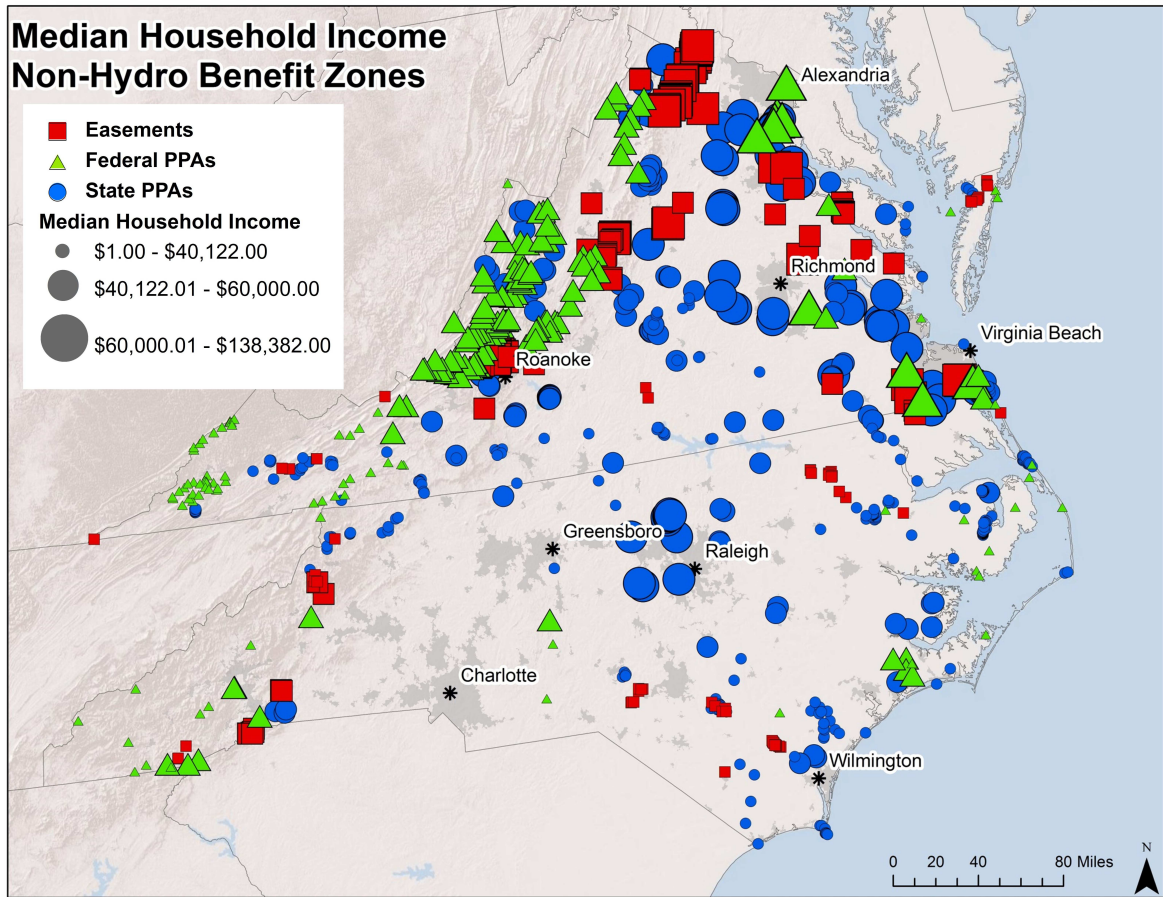 Median Household Income
Non-Hydro Benefit Zones
Easements
Federal PPAs
State PPAs
Median Household Income
$1.00 - $40,122.00
$40,122.01 - $60,000.00
$60,000.01 - $138,382.00
Alexandria
Richmond
Virginia Beach
Roanoke
Greensboro
Raleigh
Charlotte
Wilmington
N
0 20 40 80 Miles